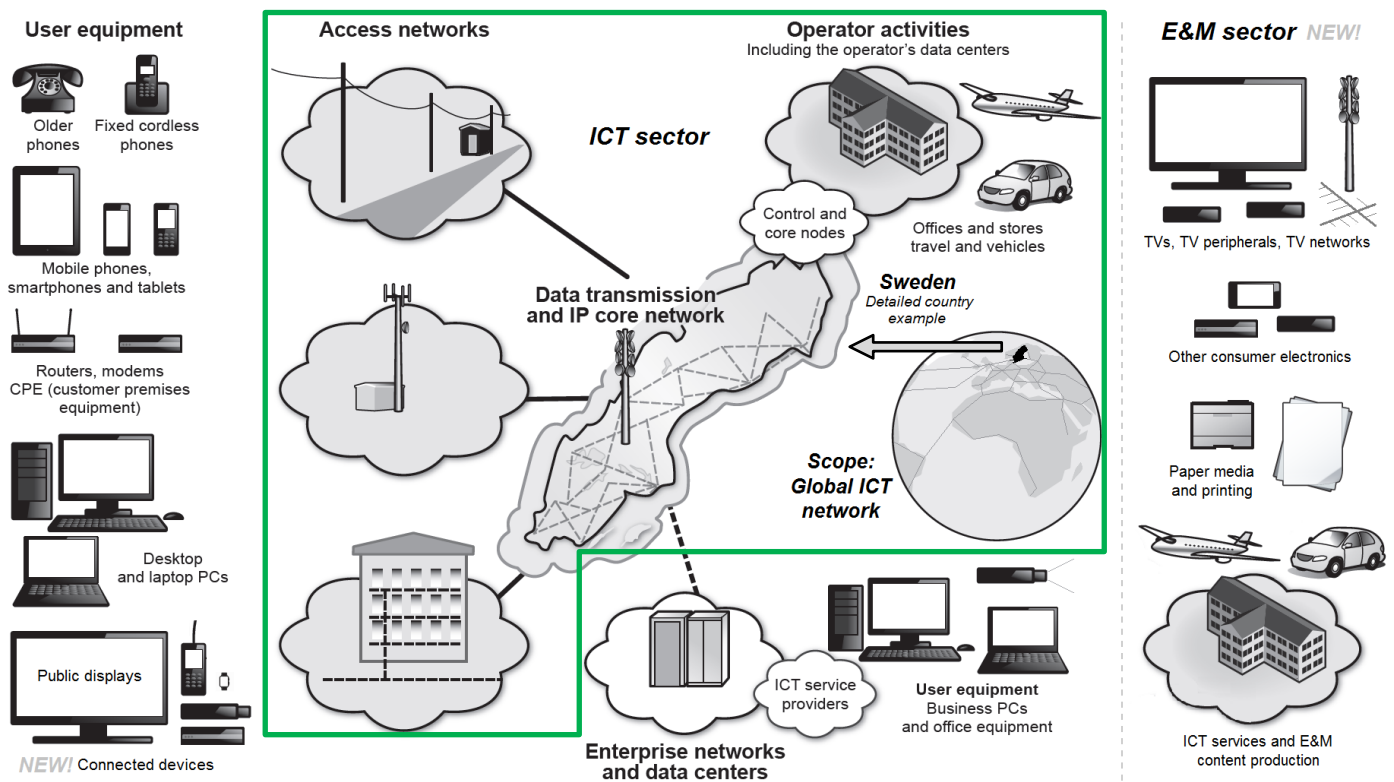 User equipment
Older
phones
Fixed cordless
phones
Mobile phones,
smartphones and tablets
Routers, modems
CPE (customer premises
equipment)
Desktop
and laptop PCs
Public displays
NEW! Connected devices
Access networks
ICT sector
Operator activities
Including the operator's data centers
Control and
core nodes
Offices and stores
travel and vehicles
Data transmission
and IP core network
Sweden
Detailed country
example
Scope:
Global ICT
network
ICT service
providers
Enterprise networks
and data centers
User equipment
Business PCs
and office equipment
E&M sector NEW!
TVs, TV peripherals, TV networks
Other consumer electronics
Paper media
and printing
ICT services and E&M
content production